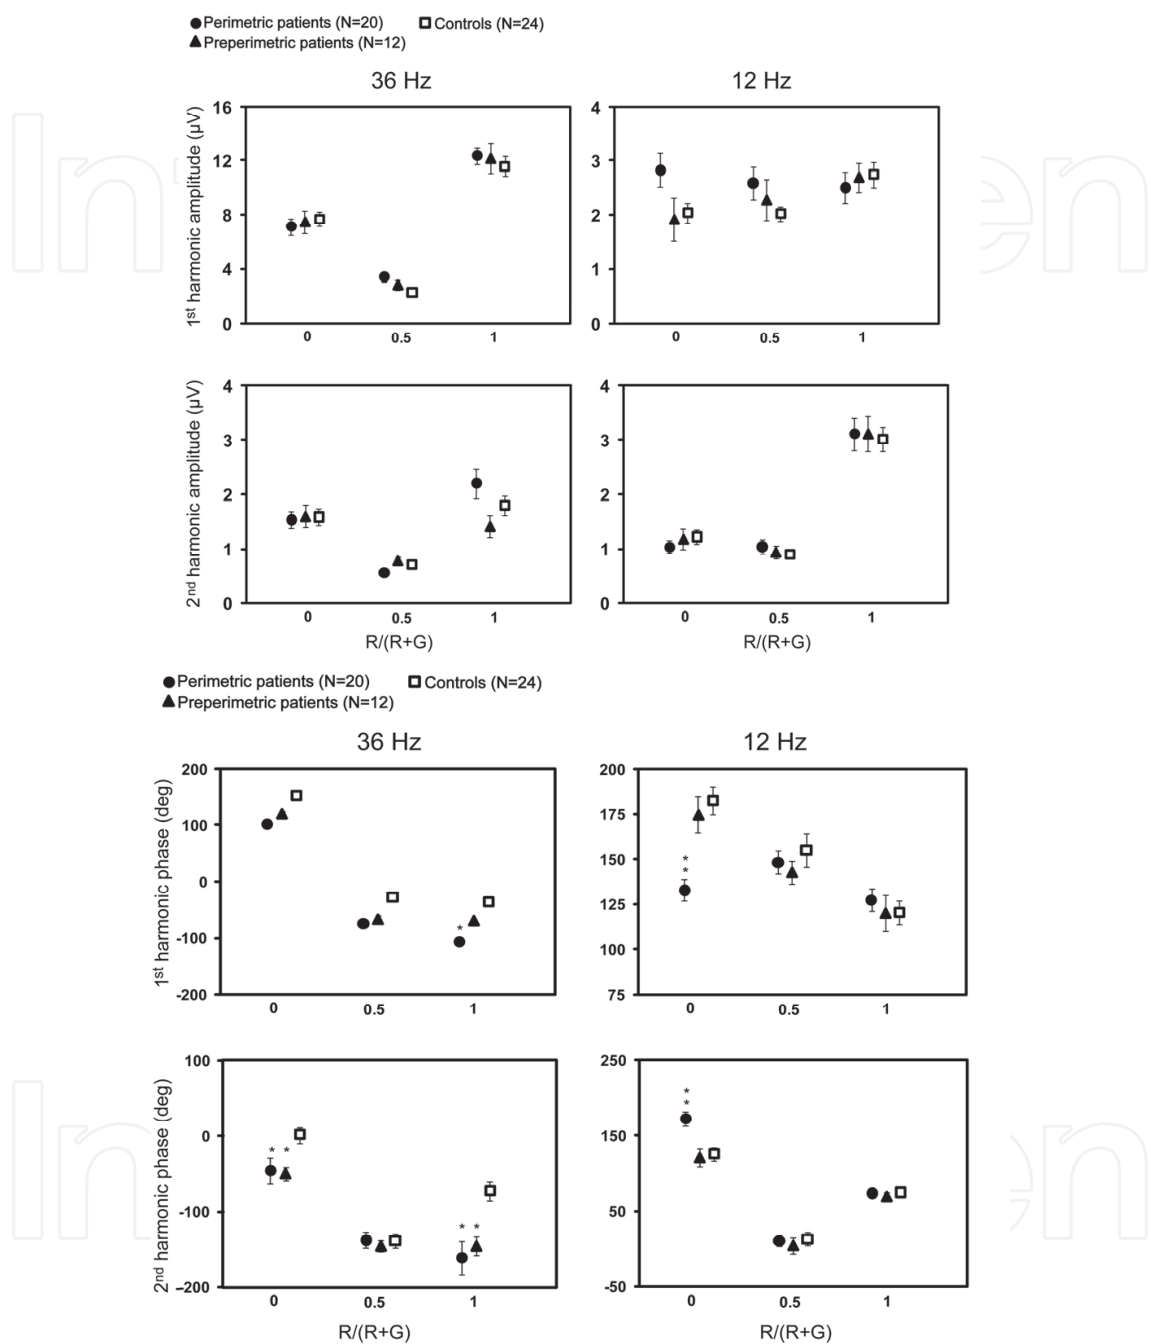 Perimetric patients (N=20) Controls (N=24)
Preperimetric patients (N=12)
36 Hz 12 Hz
1st harmonic amplitude (µV)
16
12
8
4
0
0 0.5 1
4
3
2
1
0
0 0.5 1
2nd harmonic amplitude (µV)
4
3
2
1
0
0 0.5 1
R/(R+G)
4
3
2
1
0
0 0.5 1
Perimetric patients (N=20) Controls (N=24)
Preperimetric patients (N=12)
36 Hz 12 Hz
1st harmonic phase (deg)
200
100
0
-100
-200
*
0 0.5 1
200
175
150
125
100
75
**
0 0.5 1
2nd harmonic phase (deg)
100
0
-100
-200
* *
* *
0 0.5 1
R/(R+G)
250
150
50
-50
**
0 0.5 1
R/(R+G)